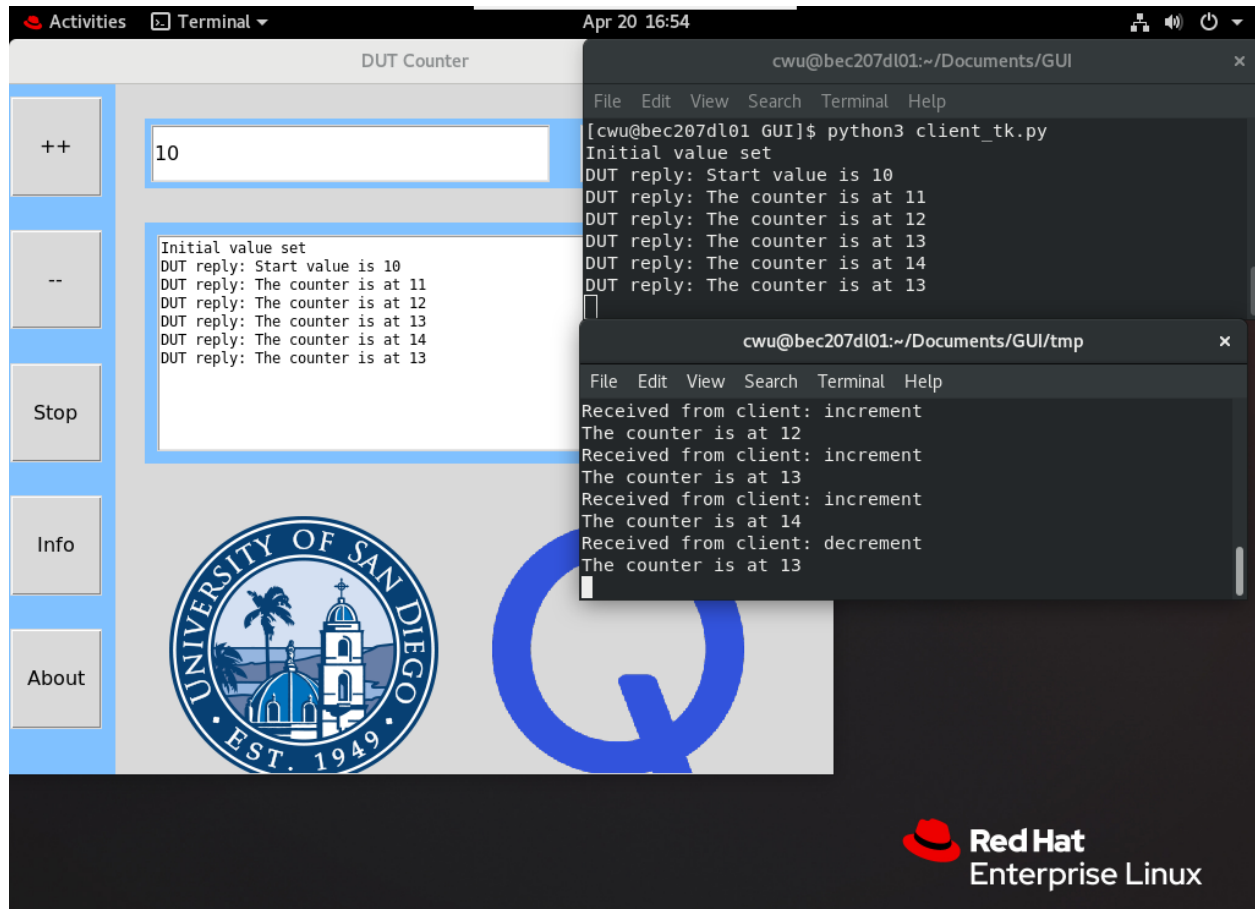 Activities Terminal Apr 20 16:54
DUT Counter
cwu@bec207dl01:~/Documents/GUI ×
File Edit View Search Terminal Help
[cwu@bec207dl01 GUI]$ python3 client_tk.py
Initial value set
DUT reply: Start value is 10
DUT reply: The counter is at 11
DUT reply: The counter is at 12
DUT reply: The counter is at 13
DUT reply: The counter is at 14
DUT reply: The counter is at 13
++
--
Stop
Info
About
10
Initial value set
DUT reply: Start value is 10
DUT reply: The counter is at 11
DUT reply: The counter is at 12
DUT reply: The counter is at 13
DUT reply: The counter is at 14
DUT reply: The counter is at 13
cwu@bec207dl01:~/Documents/GUI/tmp ×
File Edit View Search Terminal Help
Received from client: increment
The counter is at 12
Received from client: increment
The counter is at 13
Received from client: increment
The counter is at 14
Received from client: decrement
The counter is at 13
UNIVERSITY OF SAN DIEGO
· EST. 1949 ·
Q
Red Hat
Enterprise Linux